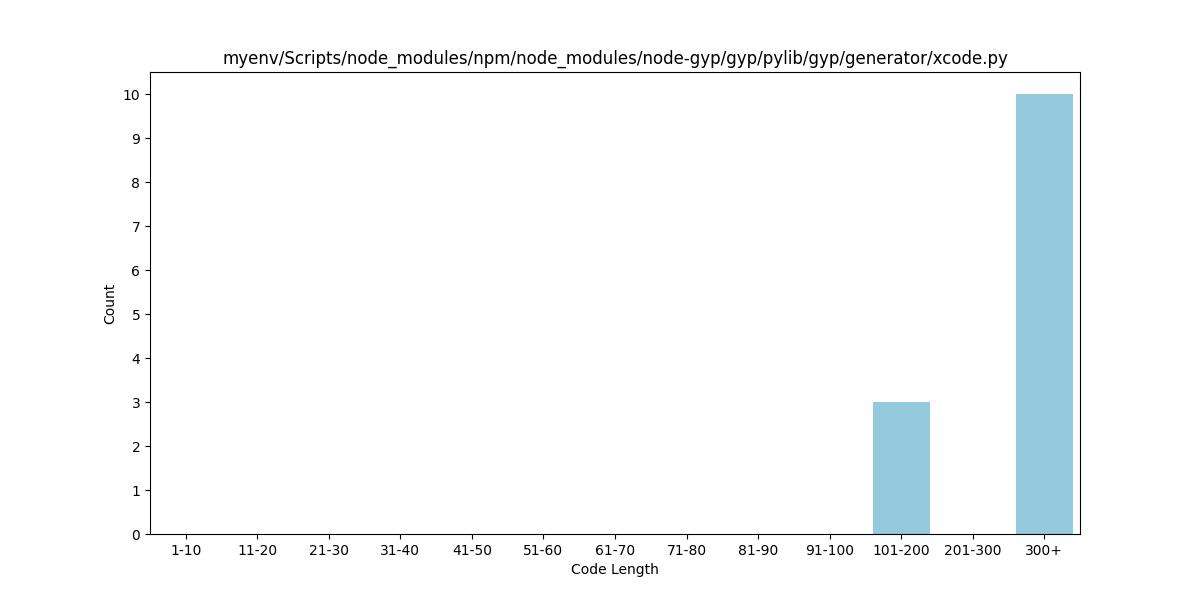 myenv/Scripts/node_modules/npm/node_modules/node-gyp/gyp/pylib/gyp/generator/xcode.py
10
9
8
7
6
5
4
3
2
1
0
Count
1-10 11-20 21-30 31-40 41-50 51-60 61-70 71-80 81-90 91-100 101-200 201-300 300+
Code Length